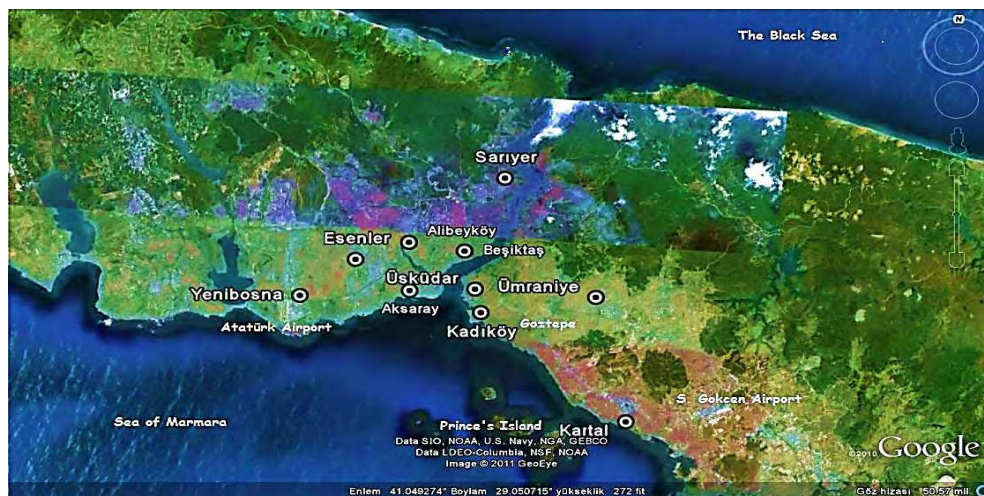 N
The Black Sea
Sarıyer
Alibeyköy
Esenler
Beşiktaş
Üsküdar
Ümraniye
Yenibosna
Aksaray
Atatürk Airport
Kadıköy
Goztepe
S. Gokcen Airport
Sea of Marmara
Prince's Island
Kartal
Data SIO, NOAA, U.S. Navy, NGA, GEBCO
Data LDEO-Columbia, NSF, NOAA
Image © 2011 GeoEye
©2010 Google
Enlem 41.049274° Boylam 29.050715° yükseklik 272 fit
Göz hizası 50.57 mil